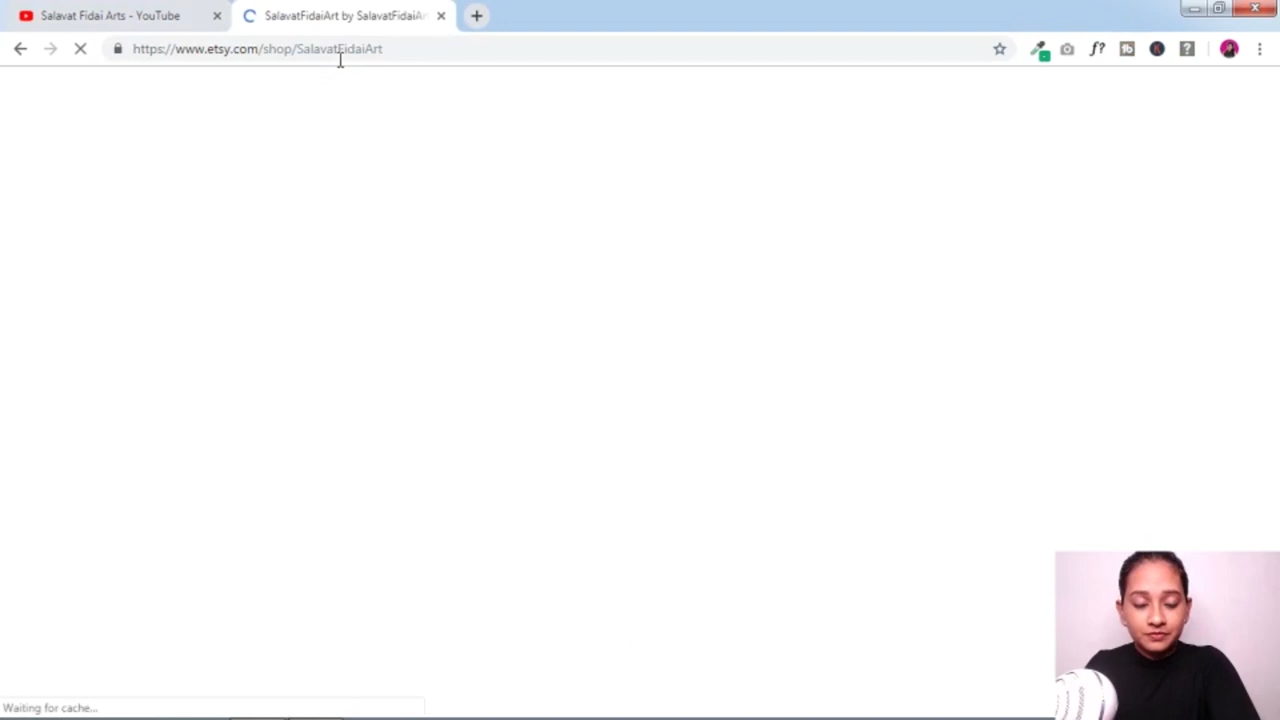 Salavat Fidai Arts - YouTube
SalavatFidaiArt by SalavatFidaiAr
https://www.etsy.com/shop/SalavatFidaiArt
f?
Waiting for cache...